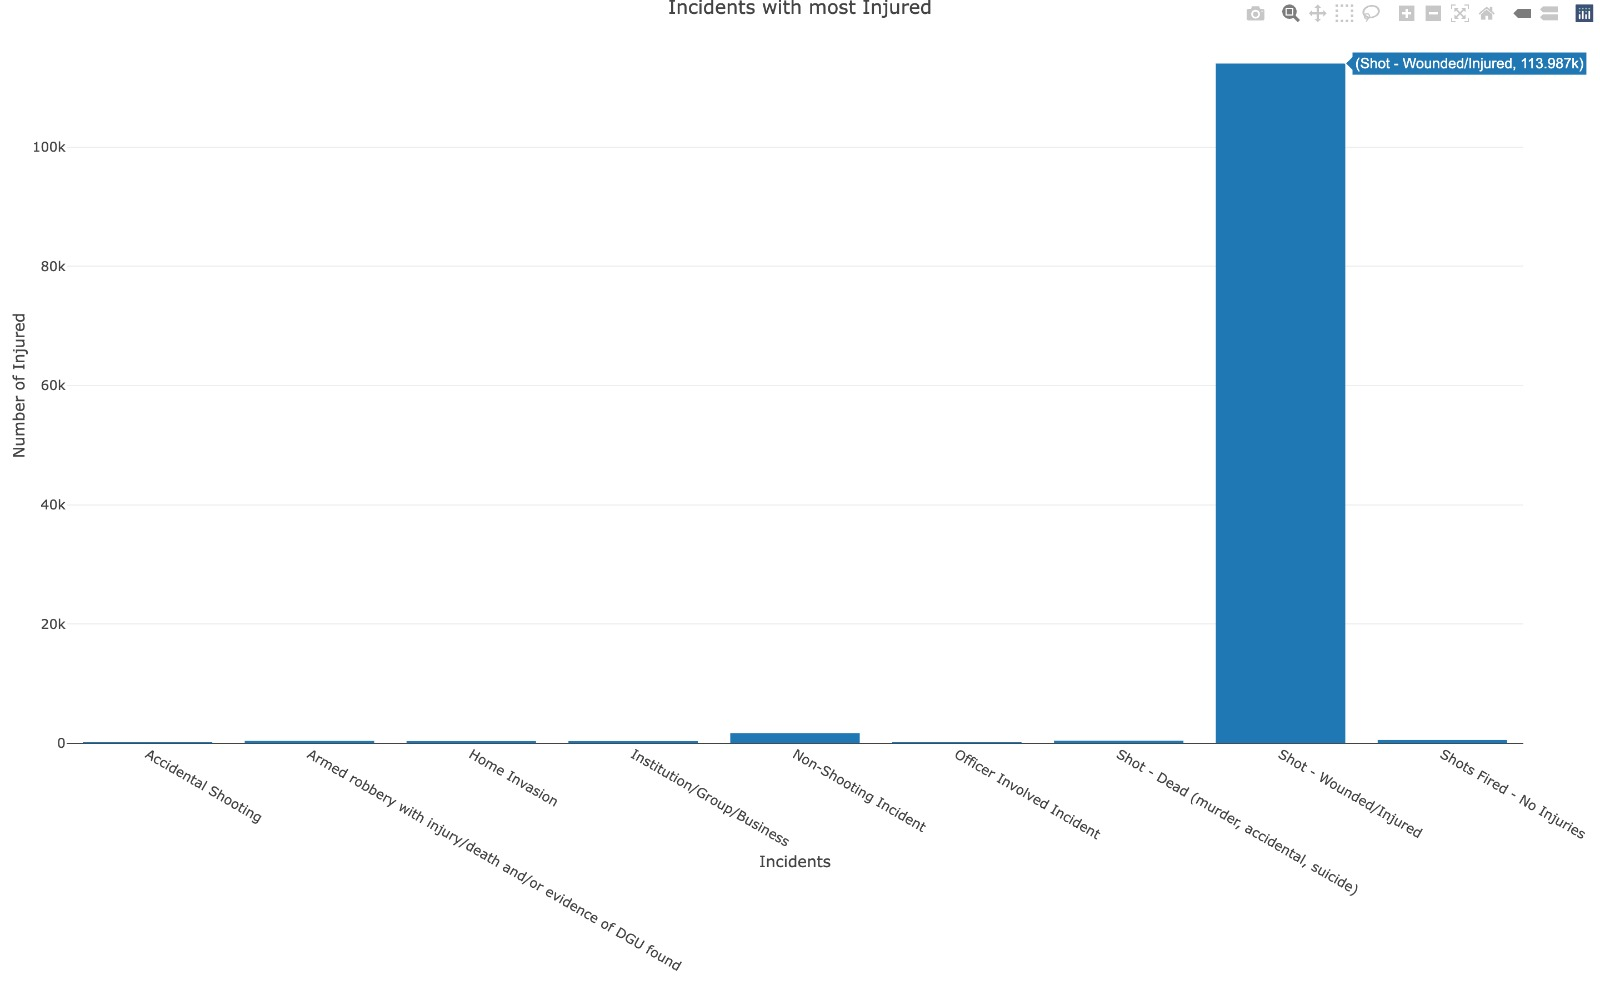 Incidents with most Injured
(Shot - Wounded/Injured, 113.987k)
100k
80k
60k
40k
20k
0
Number of Injured
Accidental Shooting
Armed robbery with injury/death and/or evidence of DGU found
Home Invasion
Institution/Group/Business
Non-Shooting Incident
Officer Involved Incident
Shot - Dead (murder, accidental, suicide)
Shot - Wounded/Injured
Shots Fired - No Injuries
Incidents